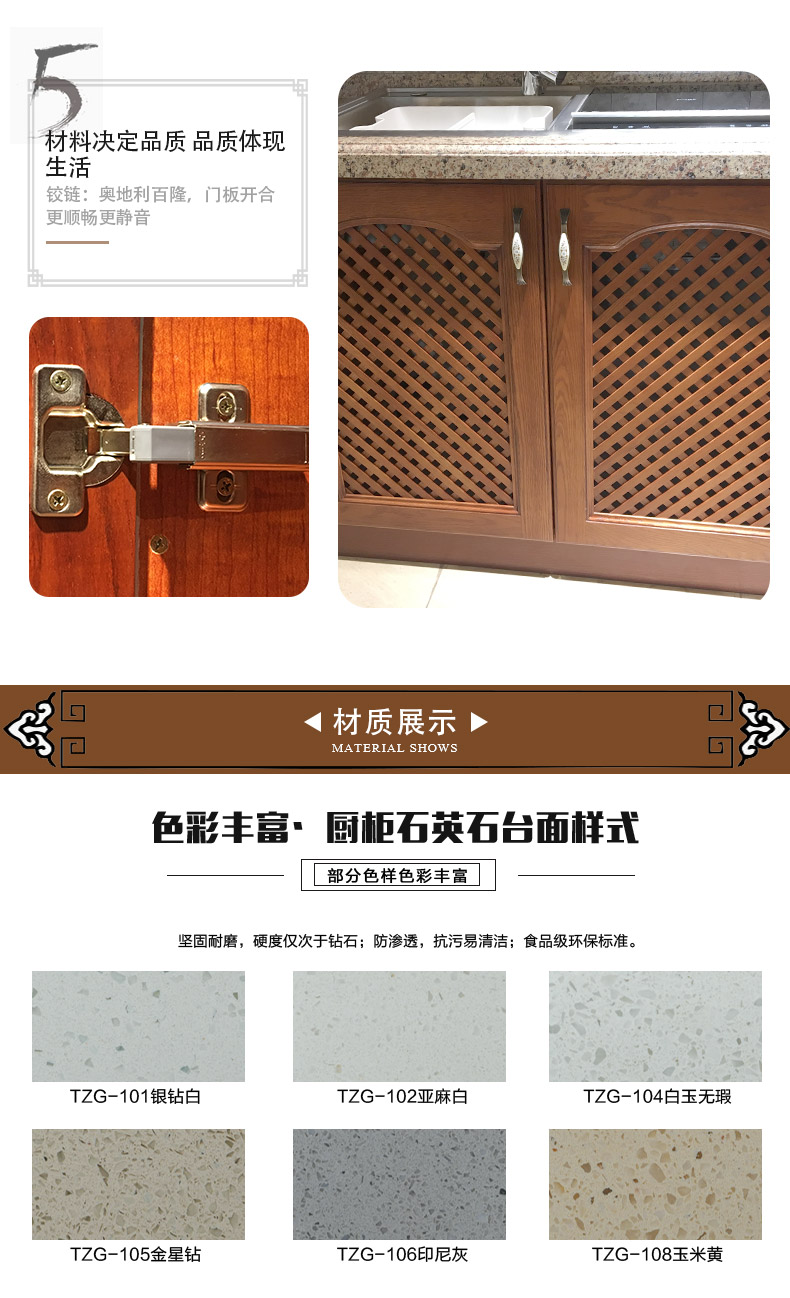 5
材料决定品质 品质体现
生活
铰链：奥地利百隆，门板开合
更顺畅更静音
材质展示
MATERIAL SHOWS
色彩丰富· 厨柜石英石台面样式
部分色样色彩丰富
坚固耐磨，硬度仅次于钻石；防渗透，抗污易清洁；食品级环保标准。
TZG-101银钻白
TZG-102亚麻白
TZG-104白玉无瑕
TZG-105金星钻
TZG-106印尼灰
TZG-108玉米黄